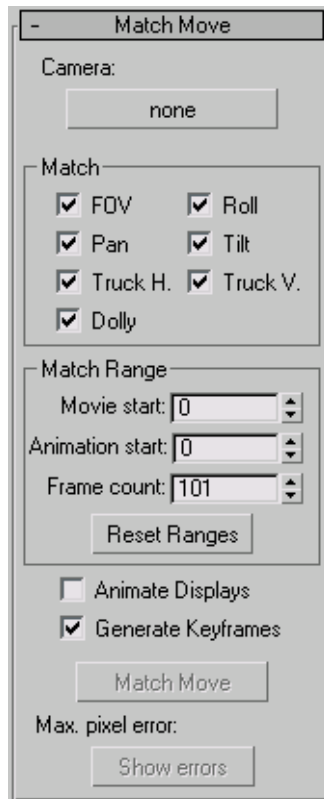 - Match Move
Camera:
none
Match
FOV Roll
Pan Tilt
Truck H. Truck V.
Dolly
Match Range
Movie start: 0
Animation start: 0
Frame count: 101
Reset Ranges
Animate Displays
Generate Keyframes
Match Move
Max. pixel error:
Show errors